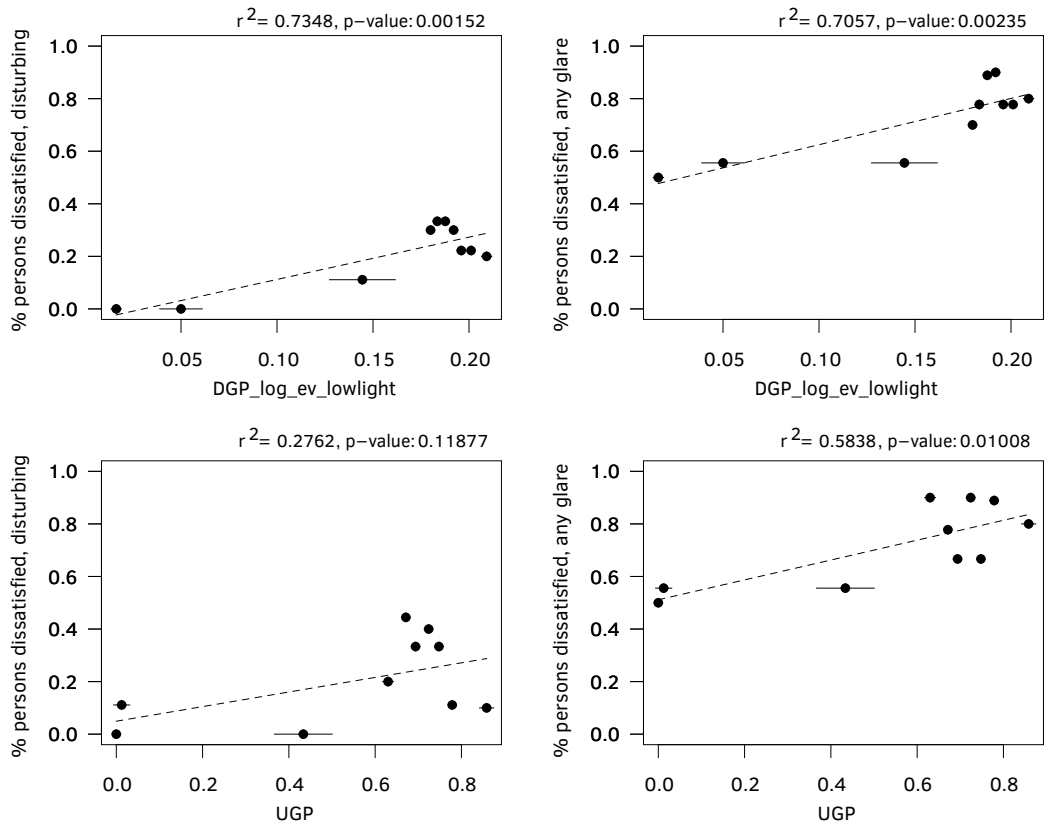 r²= 0.7348, p−value: 0.00152
% persons dissatisfied, disturbing
1.0
0.8
0.6
0.4
0.2
0.0
0.05 0.10 0.15 0.20
DGP_log_ev_lowlight
r²= 0.7057, p−value: 0.00235
% persons dissatisfied, any glare
1.0
0.8
0.6
0.4
0.2
0.0
0.05 0.10 0.15 0.20
DGP_log_ev_lowlight
r²= 0.2762, p−value: 0.11877
% persons dissatisfied, disturbing
1.0
0.8
0.6
0.4
0.2
0.0
0.0 0.2 0.4 0.6 0.8
UGP
r²= 0.5838, p−value: 0.01008
% persons dissatisfied, any glare
1.0
0.8
0.6
0.4
0.2
0.0
0.0 0.2 0.4 0.6 0.8
UGP